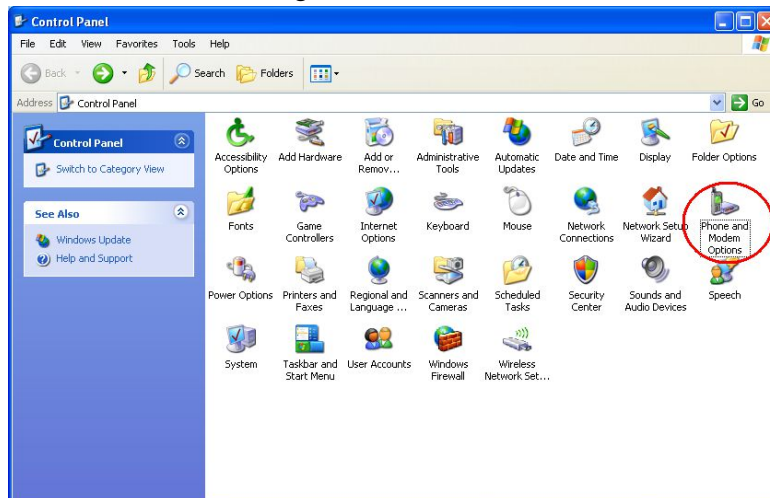 Control Panel
File Edit View Favorites Tools Help
Back Search Folders
Address Control Panel Go
Control Panel
Switch to Category View
See Also
Windows Update
Help and Support
Accessibility Options
Add Hardware
Add or Remov...
Administrative Tools
Automatic Updates
Date and Time
Display
Folder Options
Fonts
Game Controllers
Internet Options
Keyboard
Mouse
Network Connections
Network Setup Wizard
Phone and Modem Options
Power Options
Printers and Faxes
Regional and Language ...
Scanners and Cameras
Scheduled Tasks
Security Center
Sounds and Audio Devices
Speech
System
Taskbar and Start Menu
User Accounts
Windows Firewall
Wireless Network Set...